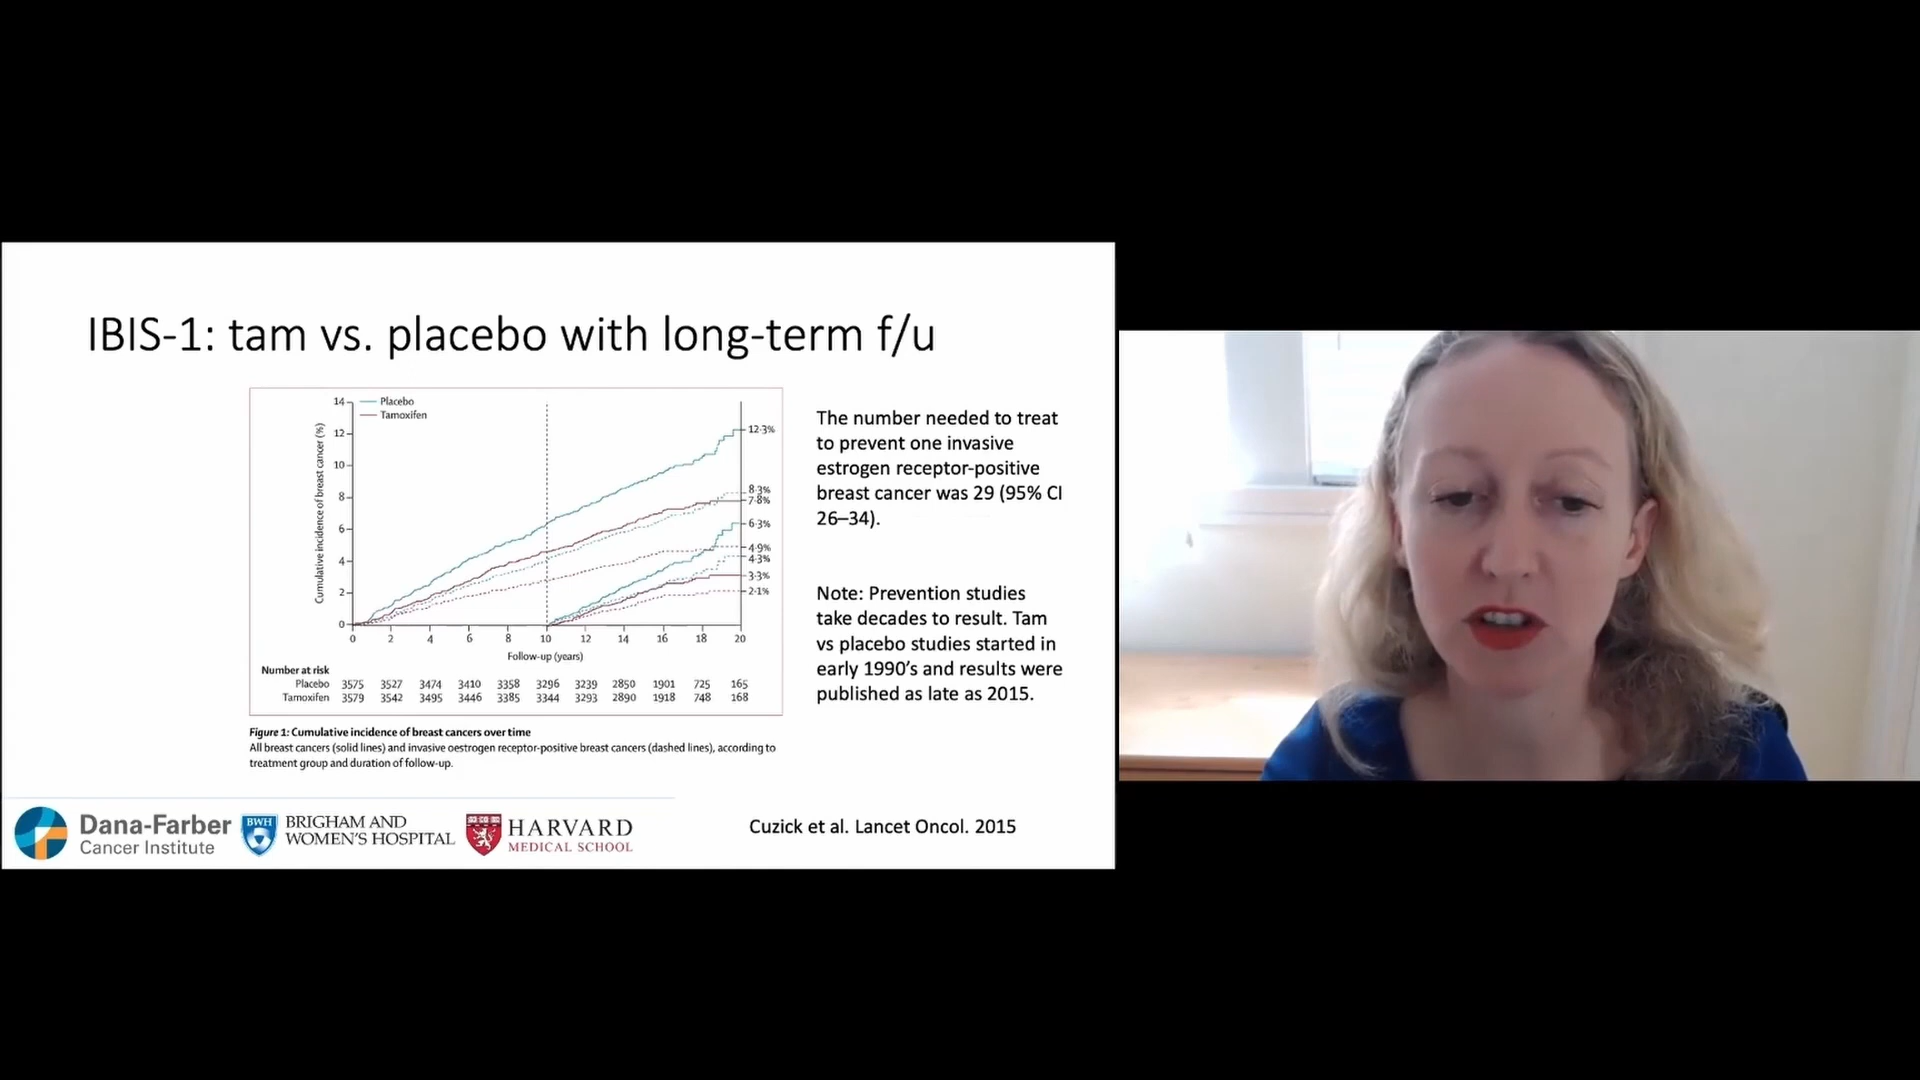 IBIS-1: tam vs. placebo with long-term f/u
14
12
10
8
6
4
2
0
Cumulative incidence of breast cancer (%)
Placebo
Tamoxifen
12·3%
8·3%
7·8%
6·3%
4·9%
4·3%
3·3%
2·1%
0 2 4 6 8 10 12 14 16 18 20
Follow-up (years)
Number at risk
Placebo 3575 3527 3474 3410 3358 3296 3239 2850 1901 725 165
Tamoxifen 3579 3542 3495 3446 3385 3344 3293 2890 1918 748 168
Figure 1: Cumulative incidence of breast cancers over time
All breast cancers (solid lines) and invasive oestrogen receptor-positive breast cancers (dashed lines), according to
treatment group and duration of follow-up.
The number needed to treat
to prevent one invasive
estrogen receptor-positive
breast cancer was 29 (95% CI
26–34).
Note: Prevention studies
take decades to result. Tam
vs placebo studies started in
early 1990's and results were
published as late as 2015.
Dana-Farber
Cancer Institute
BWH
BRIGHAM AND
WOMEN'S HOSPITAL
HARVARD
MEDICAL SCHOOL
Cuzick et al. Lancet Oncol. 2015